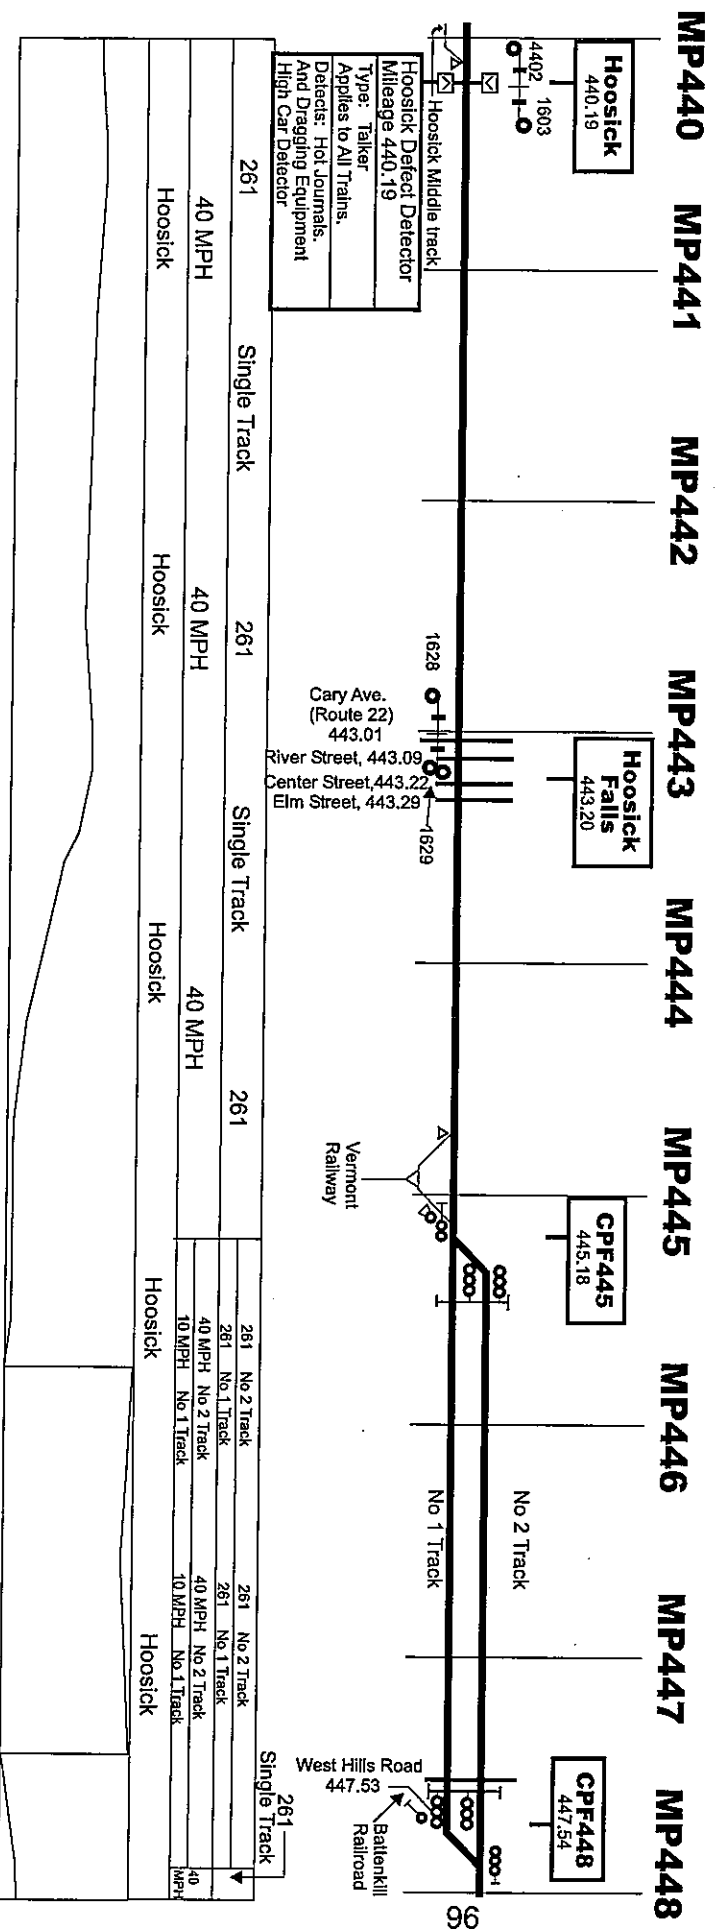 MP440
MP441
MP442
MP443
MP444
MP445
MP446
MP447
MP448
Hoosick
440.19
Hoosick
Falls
443.20
CPF445
445.18
CPF448
447.54
4402
1603
Hoosick Middle track
Hoosick Defect Detector
Mileage 440.19
Type: Talker
Applies to All Trains.
Detects: Hot Journals.
And Dragging Equipment
High Car Detector
1628
Cary Ave.
(Route 22)
443.01
River Street, 443.09
Center Street,443.22
Elm Street, 443.29
1629
Vermont
Railway
No 2 Track
No 1 Track
West Hills Road
447.53
Battenkill
Railroad
96
261
Single Track
261
Single Track
261
261 No 2 Track
261 No 1 Track
261 No 2 Track
261 No 1 Track
261
Single Track
40 MPH
40 MPH
40 MPH
40 MPH No 2 Track
10 MPH No 1 Track
40 MPH No 2 Track
10 MPH No 1 Track
40
MPH
Hoosick
Hoosick
Hoosick
Hoosick
Hoosick